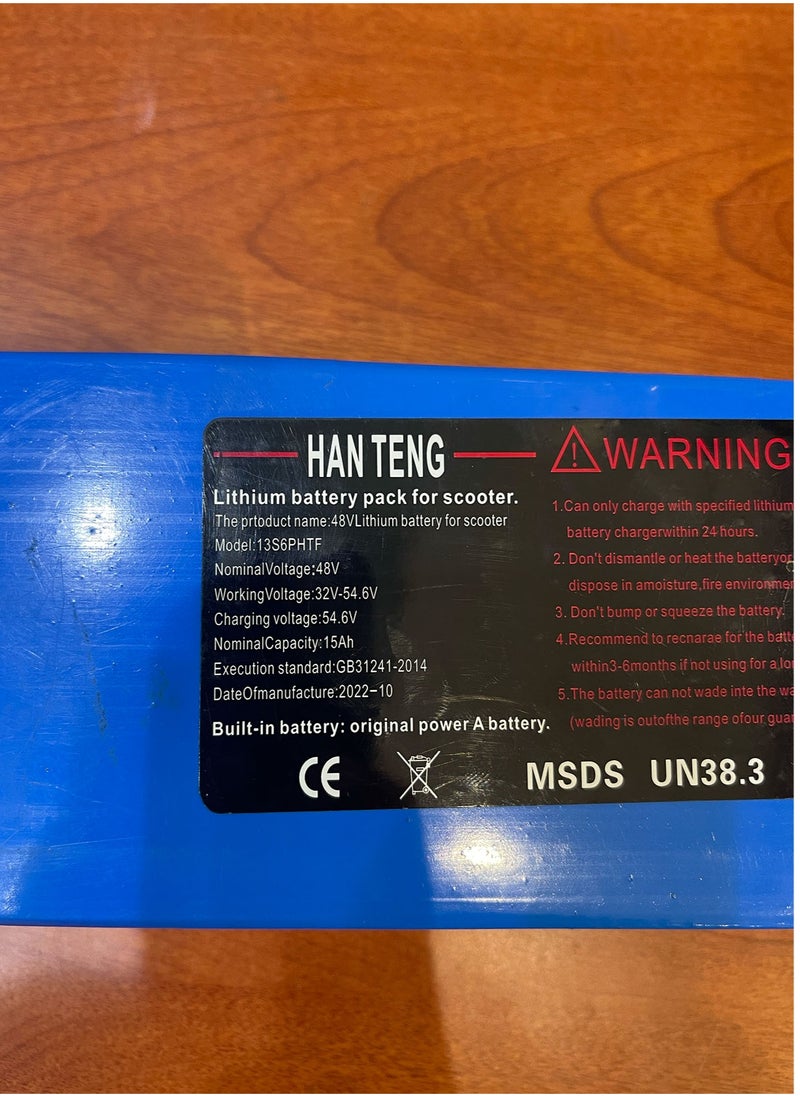 HAN TENG
Lithium battery pack for scooter.
The prtoduct name:48VLithium battery for scooter
Model:13S6PHTF
NominalVoltage:48V
WorkingVoltage:32V-54.6V
Charging voltage:54.6V
NominalCapacity:15Ah
Execution standard:GB31241-2014
DateOfmanufacture:2022-10
Built-in battery: original power A battery.
CE
WARNING
1.Can only charge with specified lithium
battery chargerwithin 24 hours.
2. Don't dismantle or heat the batteryor
dispose in amoisture,fire
3. Don't bump or squeeze the battery.
4.Recommend to recnarae for the
within3-6months if not using for a
5.The battery can not wade inte the
(wading is outofthe range ofour
MSDS UN38.3